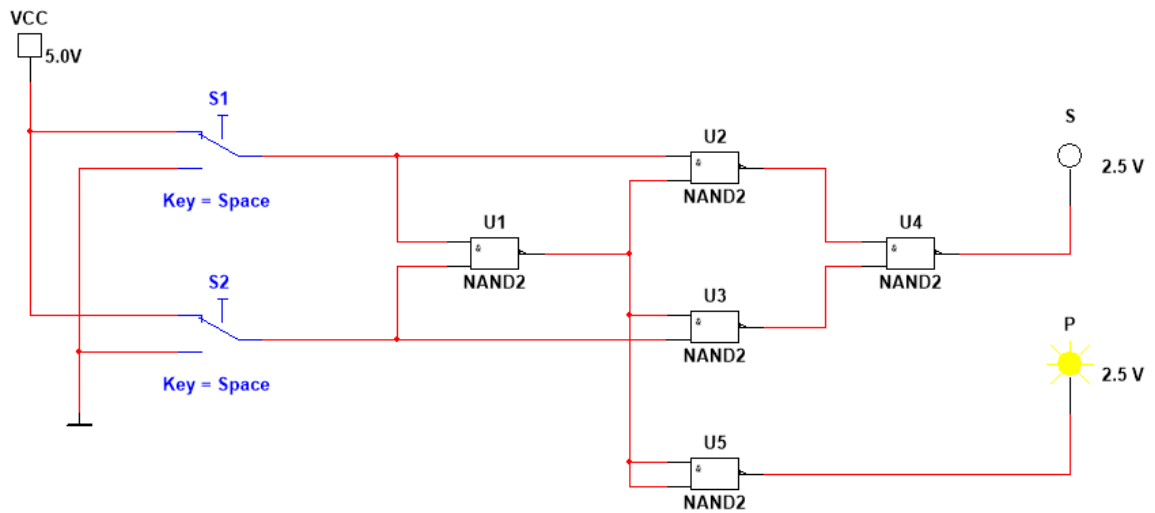 VCC
5.0V
S1
Key = Space
S2
Key = Space
U1
&
NAND2
U2
&
NAND2
U3
&
NAND2
U4
&
NAND2
U5
&
NAND2
S
2.5 V
P
2.5 V